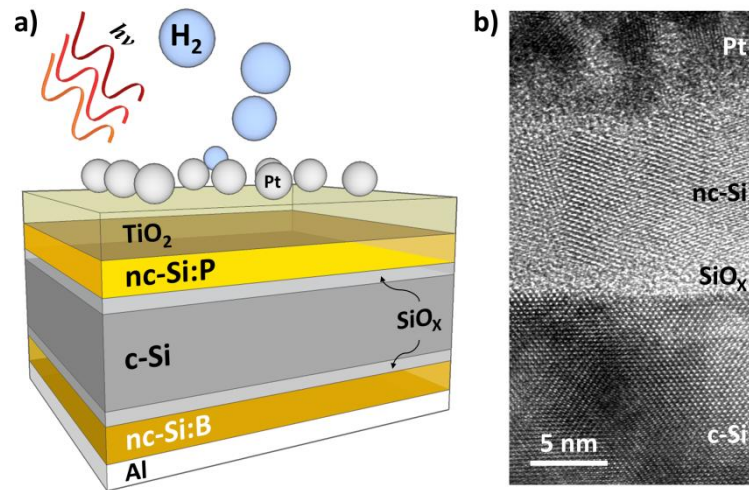 a)
hν
H₂
Pt
TiO₂
nc-Si:P
SiOₓ
c-Si
nc-Si:B
Al
b)
Pt
nc-Si
SiOₓ
c-Si
5 nm